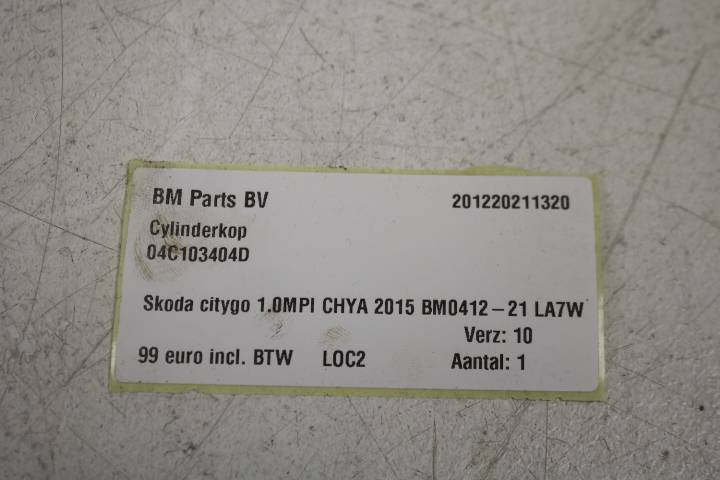 BM Parts BV 201220211320
Cylinderkop
04C103404D
Skoda citygo 1.0MPI CHYA 2015 BM0412-21 LA7W
Verz: 10
99 euro incl. BTW LOC2 Aantal: 1